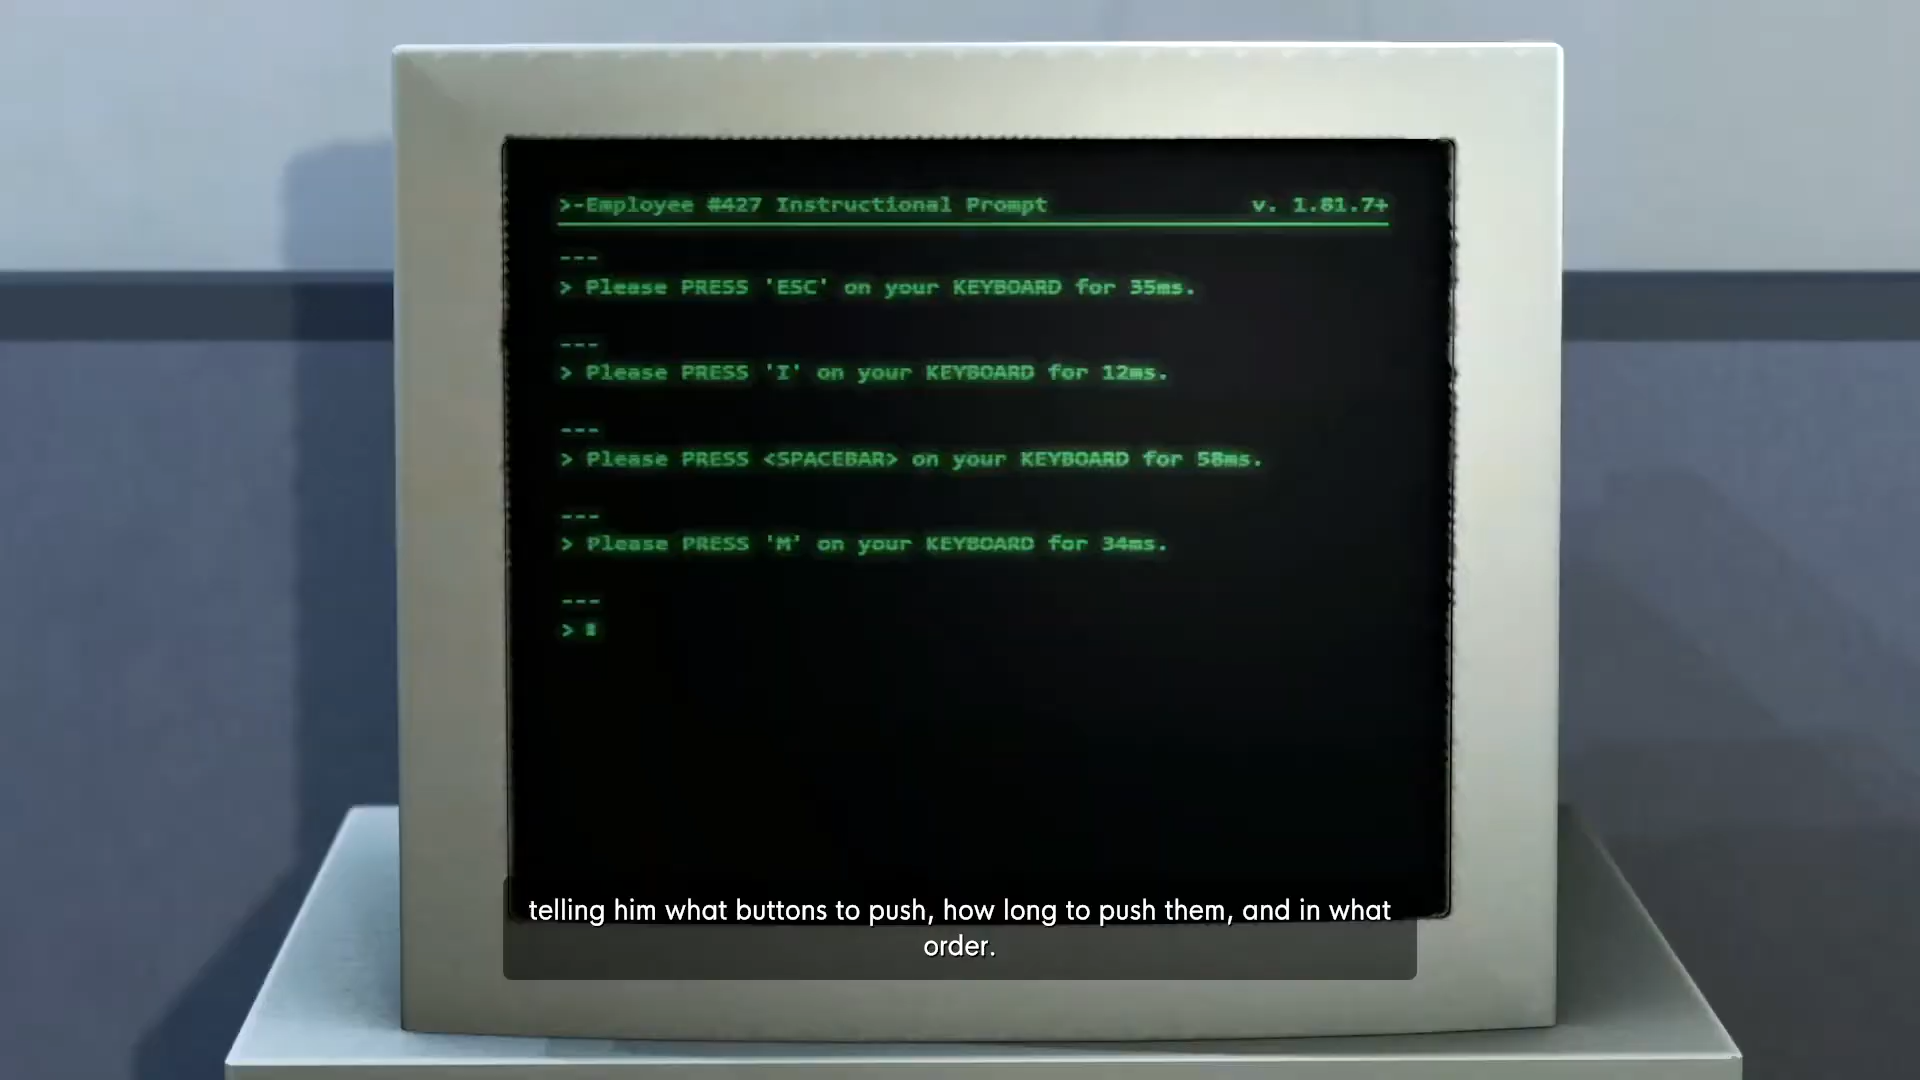 >-Employee #427 Instructional Prompt v. 1.81.7+
---
> Please PRESS 'ESC' on your KEYBOARD for 35ms.
---
> Please PRESS 'I' on your KEYBOARD for 12ms.
---
> Please PRESS <SPACEBAR> on your KEYBOARD for 58ms.
---
> Please PRESS 'M' on your KEYBOARD for 34ms.
---
>
telling him what buttons to push, how long to push them, and in what
order.